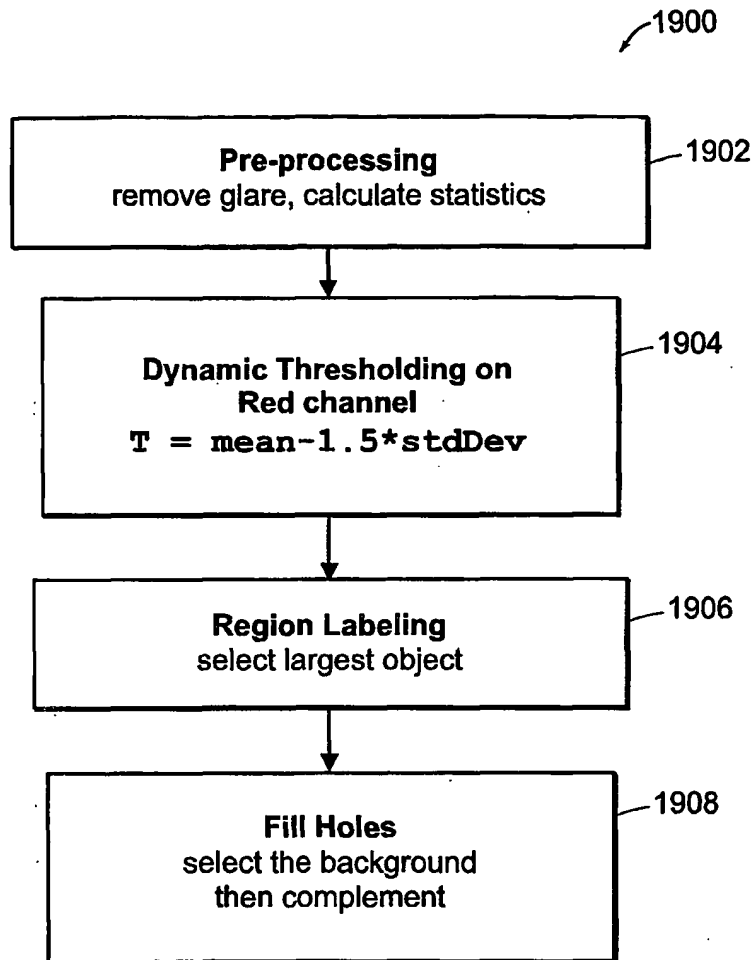 1900
Pre-processing
remove glare, calculate statistics
1902
Dynamic Thresholding on
Red channel
T = mean-1.5*stdDev
1904
Region Labeling
select largest object
1906
Fill Holes
select the background
then complement
1908